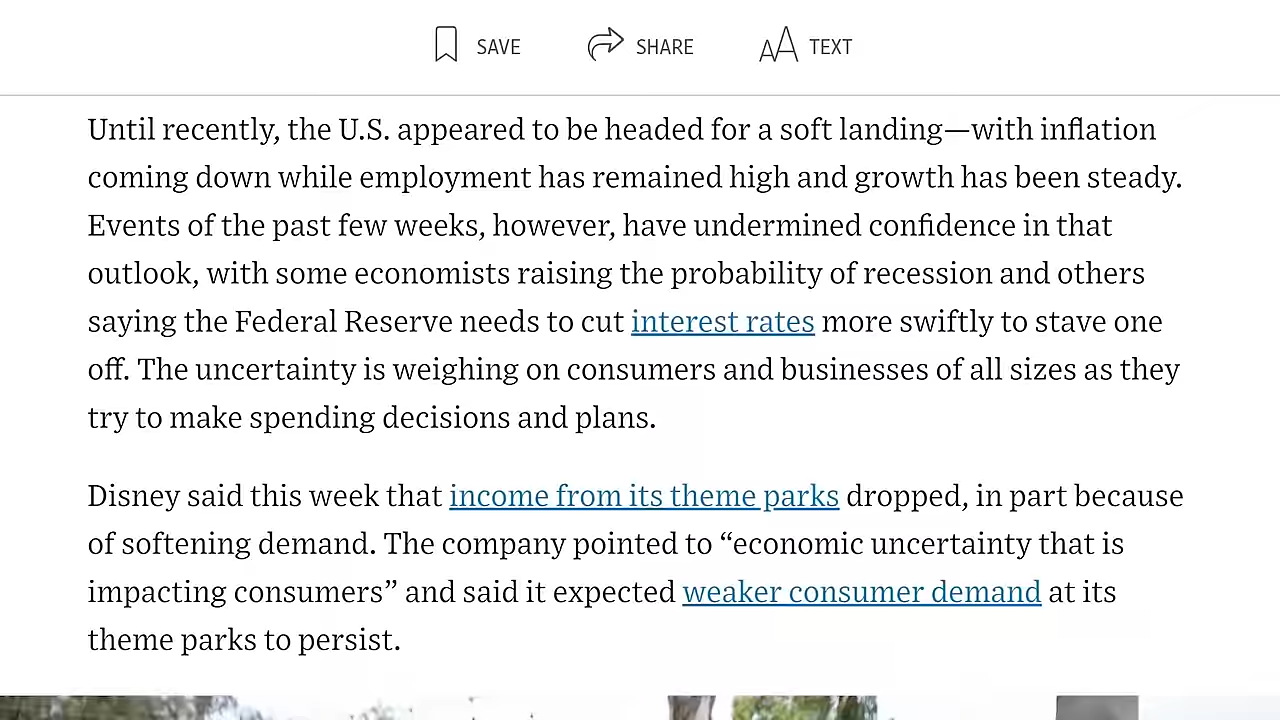 SAVE SHARE TEXT
Until recently, the U.S. appeared to be headed for a soft landing—with inflation
coming down while employment has remained high and growth has been steady.
Events of the past few weeks, however, have undermined confidence in that
outlook, with some economists raising the probability of recession and others
saying the Federal Reserve needs to cut interest rates more swiftly to stave one
off. The uncertainty is weighing on consumers and businesses of all sizes as they
try to make spending decisions and plans.
Disney said this week that income from its theme parks dropped, in part because
of softening demand. The company pointed to “economic uncertainty that is
impacting consumers” and said it expected weaker consumer demand at its
theme parks to persist.